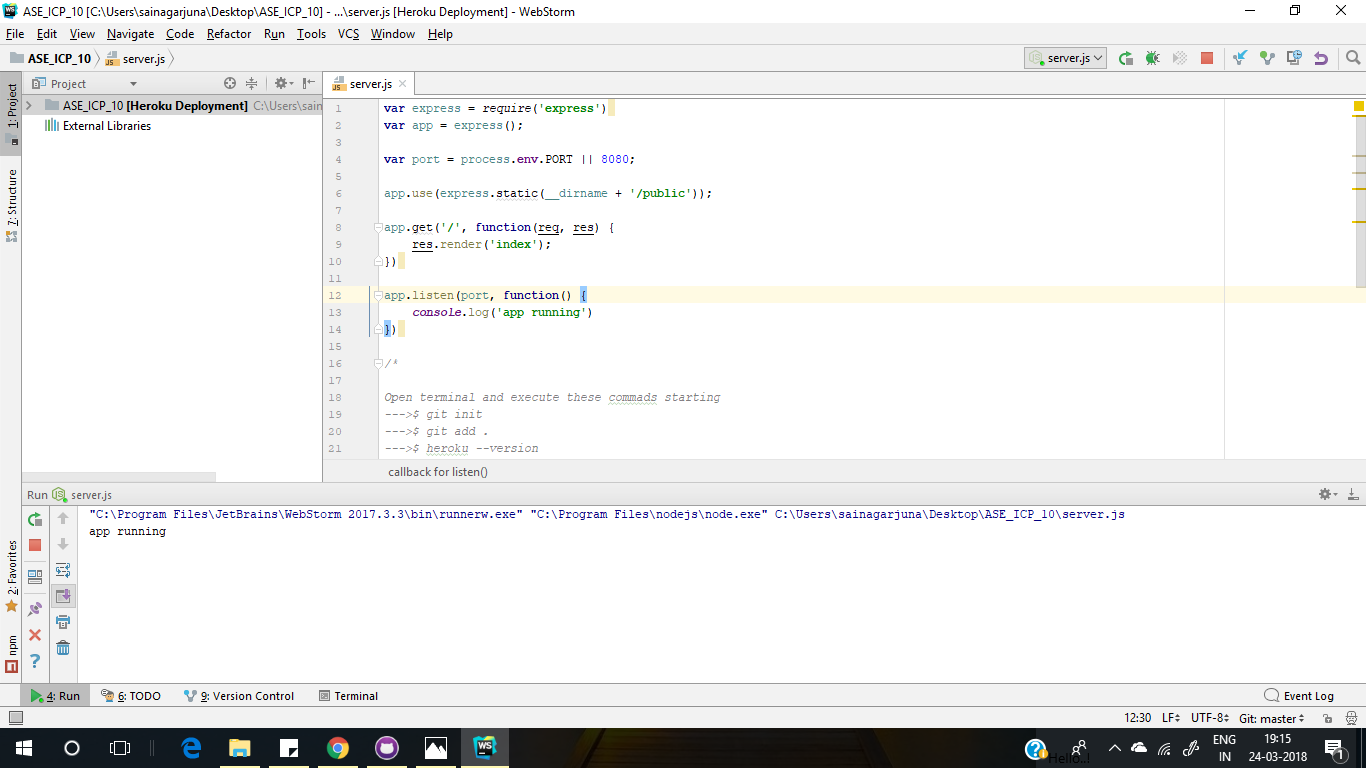 ASE_ICP_10 [C:\Users\sainagarjuna\Desktop\ASE_ICP_10] - ...\server.js [Heroku Deployment] - WebStorm
File Edit View Navigate Code Refactor Run Tools VCS Window Help
ASE_ICP_10 server.js server.js
1: Project
7: Structure
2: Favorites
npm
Project
ASE_ICP_10 [Heroku Deployment] C:\Users\sain
External Libraries
server.js
1 var express = require('express')
2 var app = express();
3
4 var port = process.env.PORT || 8080;
5
6 app.use(express.static(__dirname + '/public'));
7
8 app.get('/', function(req, res) {
9 res.render('index');
10 })
11
12 app.listen(port, function() {
13 console.log('app running')
14 })
15
16 /*
17
18 Open terminal and execute these commads starting
19 --->$ git init
20 --->$ git add .
21 --->$ heroku --version
callback for listen()
Run server.js
"C:\Program Files\JetBrains\WebStorm 2017.3.3\bin\runnerw.exe" "C:\Program Files\nodejs\node.exe" C:\Users\sainagarjuna\Desktop\ASE_ICP_10\server.js
app running
4: Run 6: TODO 9: Version Control Terminal Event Log
12:30 LF UTF-8 Git: master
Hello..!
ENG
IN
19:15
24-03-2018
1